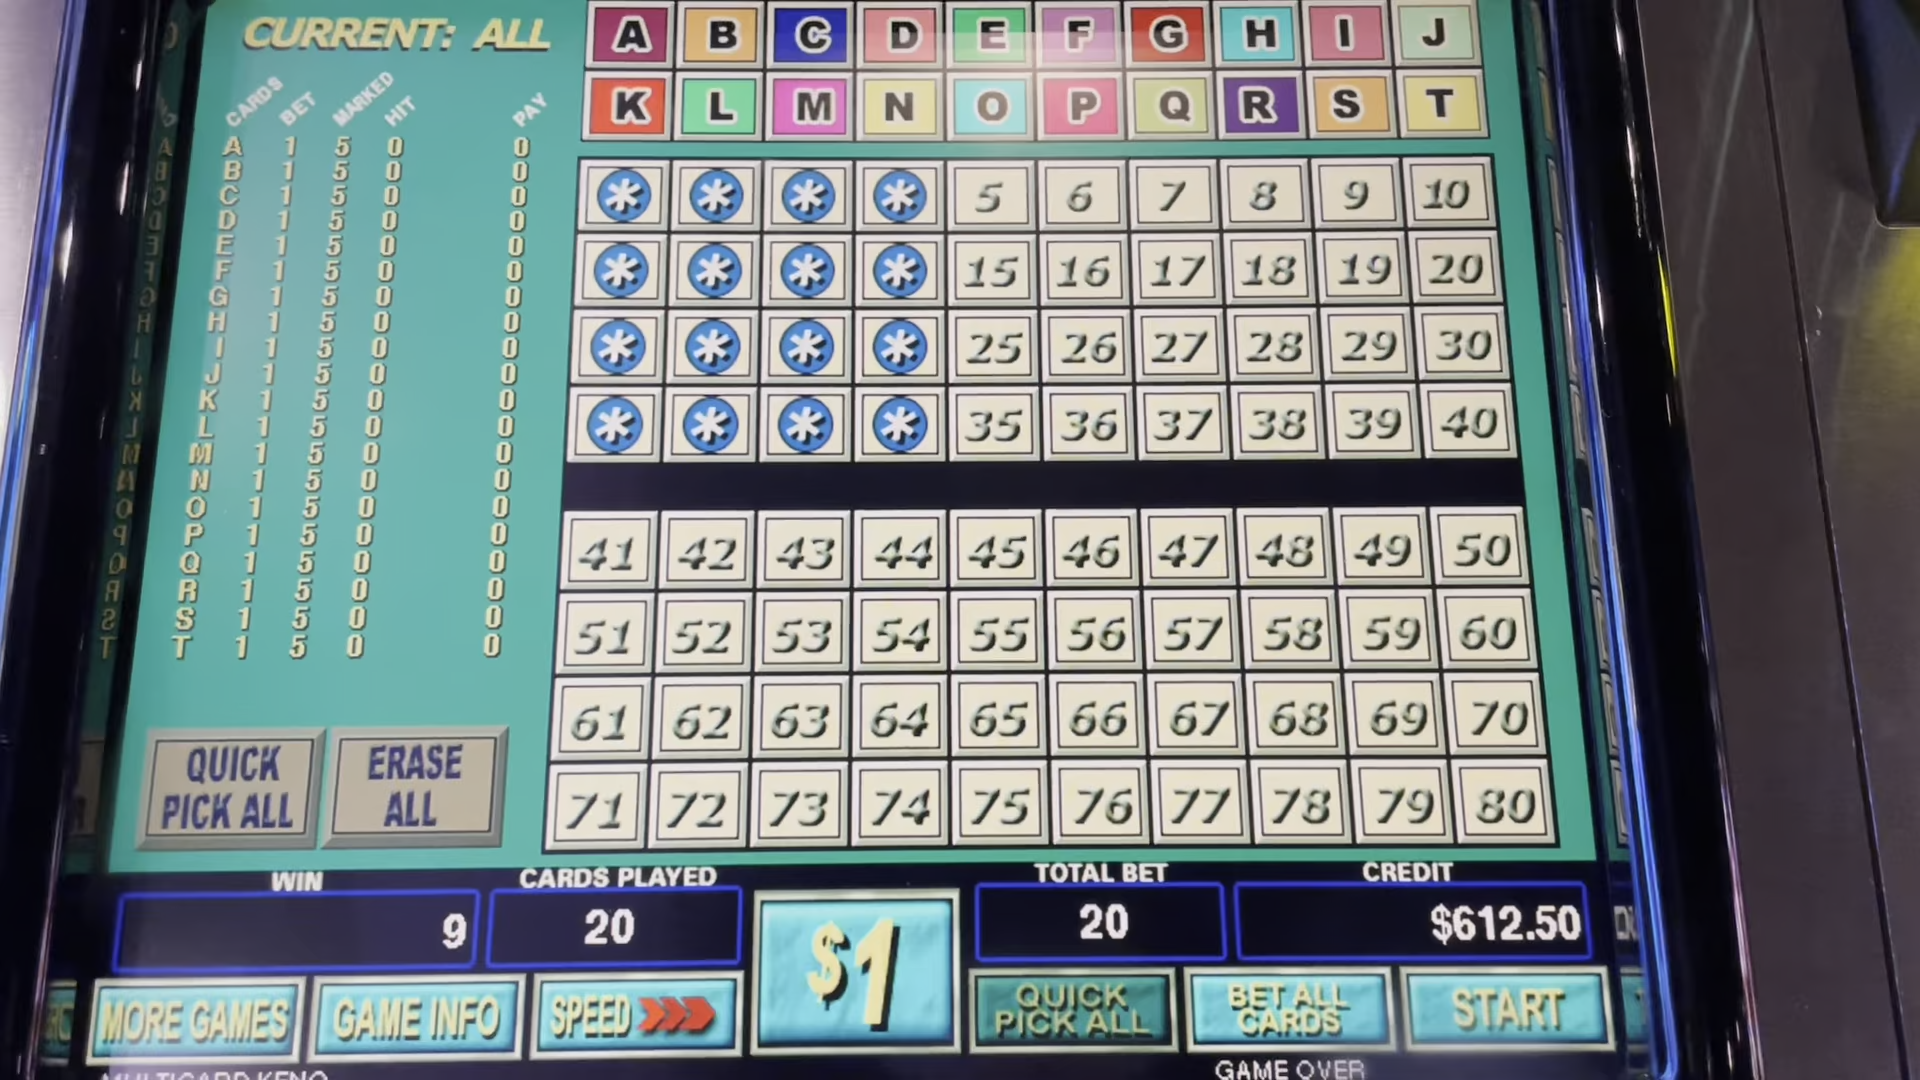 CURRENT: ALL
A B C D E F G H I J
K L M N O P Q R S T
CARDS BET MARKED HIT PAY
A 1 5 0 0
B 1 5 0 0
C 1 5 0 0
D 1 5 0 0
E 1 5 0 0
F 1 5 0 0
G 1 5 0 0
H 1 5 0 0
I 1 5 0 0
J 1 5 0 0
K 1 5 0 0
L 1 5 0 0
M 1 5 0 0
N 1 5 0 0
O 1 5 0 0
P 1 5 0 0
Q 1 5 0 0
R 1 5 0 0
S 1 5 0 0
T 1 5 0 0
* * * * 5 6 7 8 9 10
* * * * 15 16 17 18 19 20
* * * * 25 26 27 28 29 30
* * * * 35 36 37 38 39 40
41 42 43 44 45 46 47 48 49 50
51 52 53 54 55 56 57 58 59 60
61 62 63 64 65 66 67 68 69 70
71 72 73 74 75 76 77 78 79 80
QUICK
PICK ALL
ERASE
ALL
WIN CARDS PLAYED TOTAL BET CREDIT
9 20 $1 20 $612.50
MORE GAMES
GAME INFO
SPEED
QUICK
PICK ALL
BET ALL
CARDS
START
MULTICARD KENO
GAME OVER